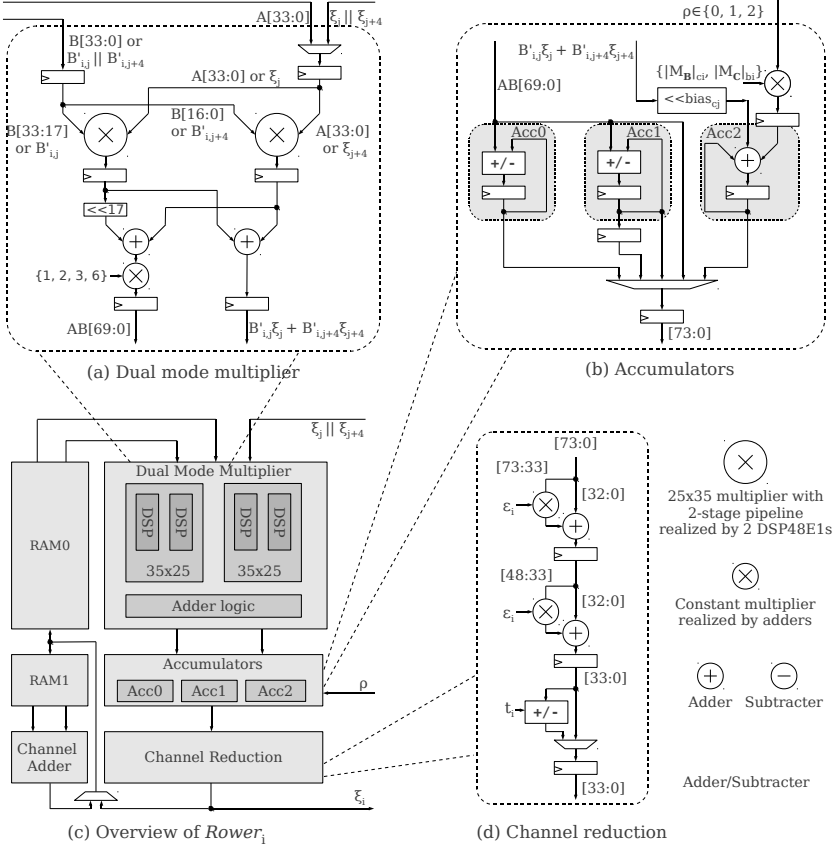 A[33:0]
ξj || ξj+4
B[33:0] or
B'i,j || B'i,j+4
A[33:0] or ξj
B[33:17]
or B'i,j
B[16:0]
or B'i,j+4
A[33:0]
or ξj+4
<<17
{1, 2, 3, 6}
AB[69:0]
B'i,jξj + B'i,j+4ξj+4
(a) Dual mode multiplier
ρ∈{0, 1, 2}
B'i,jξj + B'i,j+4ξj+4
AB[69:0]
{|MB|ci, |MC|bi}
<<biascj
Acc0
Acc1
Acc2
+/-
+/-
[73:0]
(b) Accumulators
ξj || ξj+4
Dual Mode Multiplier
DSP
DSP
DSP
DSP
35x25
35x25
Adder logic
RAM0
RAM1
Accumulators
Acc0
Acc1
Acc2
ρ
Channel
Adder
Channel Reduction
ξi
(c) Overview of Roweri
[73:0]
[73:33]
[32:0]
εi
[48:33]
[32:0]
εi
[33:0]
ti
+/-
[33:0]
(d) Channel reduction
25x35 multiplier with
2-stage pipeline
realized by 2 DSP48E1s
Constant multiplier
realized by adders
Adder
Subtracter
Adder/Subtracter